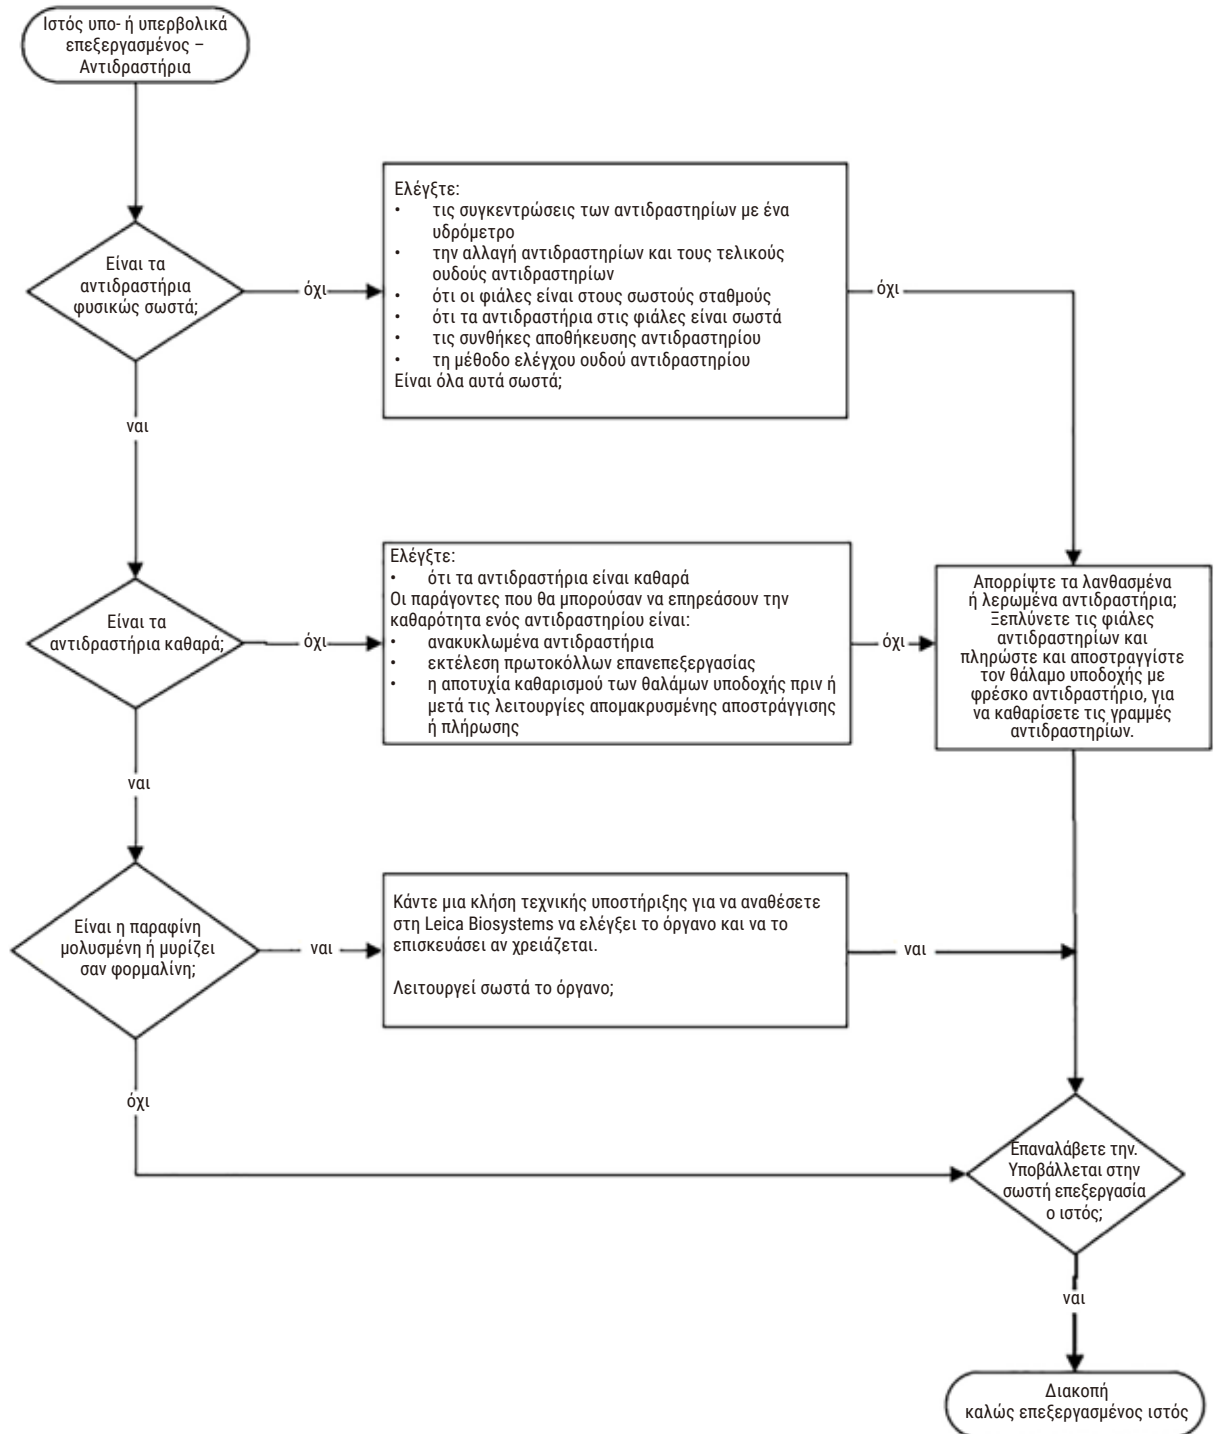 Ιστός υπο- ή υπερβολικά
επεξεργασμένος –
Αντιδραστήρια
Είναι τα
αντιδραστήρια
φυσικώς σωστά;
όχι
Ελέγξτε:
• τις συγκεντρώσεις των αντιδραστηρίων με ένα
υδρόμετρο
• την αλλαγή αντιδραστηρίων και τους τελικούς
ουδούς αντιδραστηρίων
• ότι οι φιάλες είναι στους σωστούς σταθμούς
• ότι τα αντιδραστήρια στις φιάλες είναι σωστά
• τις συνθήκες αποθήκευσης αντιδραστηρίου
• τη μέθοδο ελέγχου ουδού αντιδραστηρίου
Είναι όλα αυτά σωστά;
όχι
ναι
Είναι τα
αντιδραστήρια καθαρά;
όχι
Ελέγξτε:
• ότι τα αντιδραστήρια είναι καθαρά
Οι παράγοντες που θα μπορούσαν να επηρεάσουν την
καθαρότητα ενός αντιδραστηρίου είναι:
• ανακυκλωμένα αντιδραστήρια
• εκτέλεση πρωτοκόλλων επανεπεξεργασίας
• η αποτυχία καθαρισμού των θαλάμων υποδοχής πριν ή
μετά τις λειτουργίες απομακρυσμένης αποστράγγισης
ή πλήρωσης
όχι
Απορρίψτε τα λανθασμένα
ή λερωμένα αντιδραστήρια;
Ξεπλύνετε τις φιάλες
αντιδραστηρίων και
πληρώστε και αποστραγγίστε
τον θάλαμο υποδοχής με
φρέσκο αντιδραστήριο, για
να καθαρίσετε τις γραμμές
αντιδραστηρίων.
ναι
Είναι η παραφίνη
μολυσμένη ή μυρίζει
σαν φορμαλίνη;
ναι
Κάντε μια κλήση τεχνικής υποστήριξης για να αναθέσετε
στη Leica Biosystems να ελέγξει το όργανο και να το
επισκευάσει αν χρειάζεται.
Λειτουργεί σωστά το όργανο;
ναι
όχι
Επαναλάβετε την.
Υποβάλλεται στην
σωστή επεξεργασία
ο ιστός;
ναι
Διακοπή
καλώς επεξεργασμένος ιστός